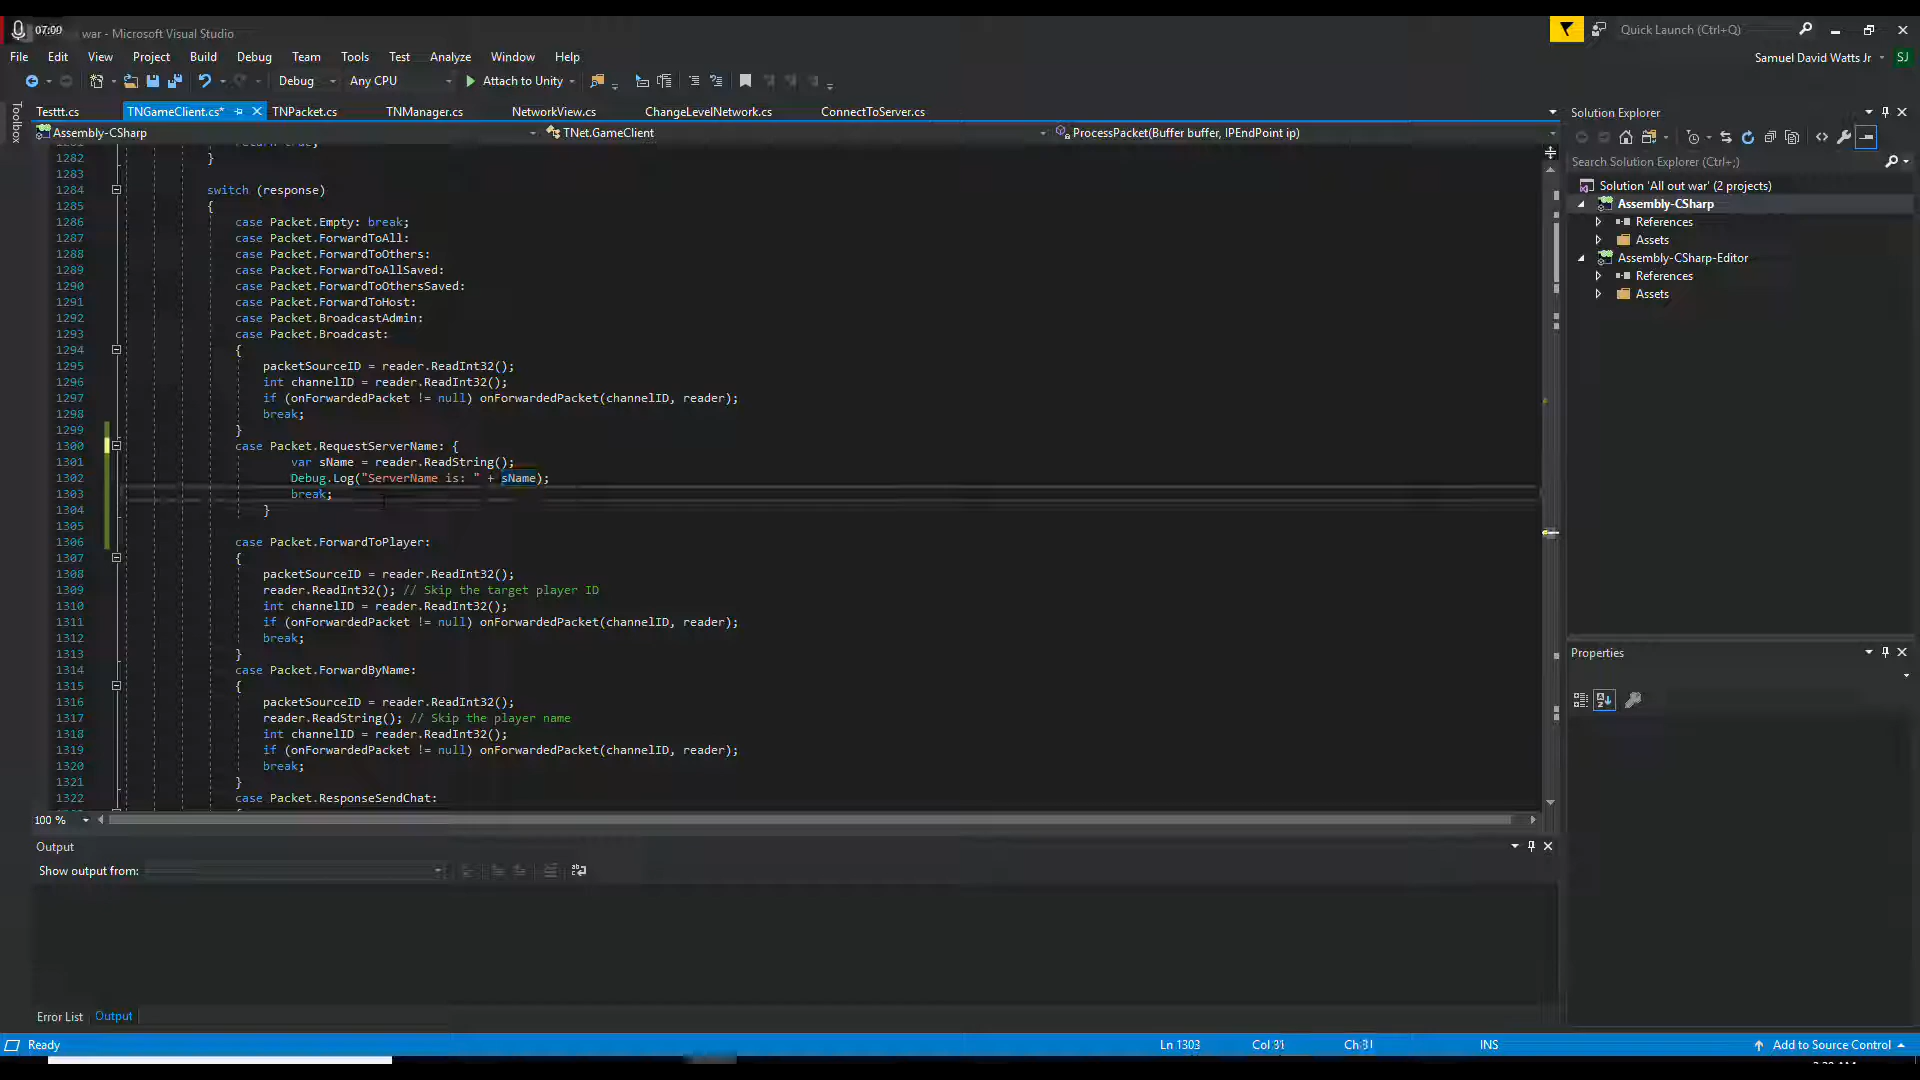 07:00
war - Microsoft Visual Studio
Quick Launch (Ctrl+Q)
File Edit View Project Build Debug Team Tools Test Analyze Window Help
Samuel David Watts Jr SJ
Debug Any CPU Attach to Unity
Toolbox
Testtt.cs TNGameClient.cs* TNPacket.cs TNManager.cs NetworkView.cs ChangeLevelNetwork.cs ConnectToServer.cs
Assembly-CSharp TNet.GameClient ProcessPacket(Buffer buffer, IPEndPoint ip)
1282 }
1283
1284 switch (response)
1285 {
1286 case Packet.Empty: break;
1287 case Packet.ForwardToAll:
1288 case Packet.ForwardToOthers:
1289 case Packet.ForwardToAllSaved:
1290 case Packet.ForwardToOthersSaved:
1291 case Packet.ForwardToHost:
1292 case Packet.BroadcastAdmin:
1293 case Packet.Broadcast:
1294 {
1295 packetSourceID = reader.ReadInt32();
1296 int channelID = reader.ReadInt32();
1297 if (onForwardedPacket != null) onForwardedPacket(channelID, reader);
1298 break;
1299 }
1300 case Packet.RequestServerName: {
1301 var sName = reader.ReadString();
1302 Debug.Log("ServerName is: " + sName);
1303 break;
1304 }
1305
1306 case Packet.ForwardToPlayer:
1307 {
1308 packetSourceID = reader.ReadInt32();
1309 reader.ReadInt32(); // Skip the target player ID
1310 int channelID = reader.ReadInt32();
1311 if (onForwardedPacket != null) onForwardedPacket(channelID, reader);
1312 break;
1313 }
1314 case Packet.ForwardByName:
1315 {
1316 packetSourceID = reader.ReadInt32();
1317 reader.ReadString(); // Skip the player name
1318 int channelID = reader.ReadInt32();
1319 if (onForwardedPacket != null) onForwardedPacket(channelID, reader);
1320 break;
1321 }
1322 case Packet.ResponseSendChat:
100 %
Output
Show output from:
Error List Output
Solution Explorer
Search Solution Explorer (Ctrl+;)
Solution 'All out war' (2 projects)
Assembly-CSharp
References
Assets
Assembly-CSharp-Editor
References
Assets
Properties
Ready Ln 1303 Col 31 Ch 31 INS Add to Source Control